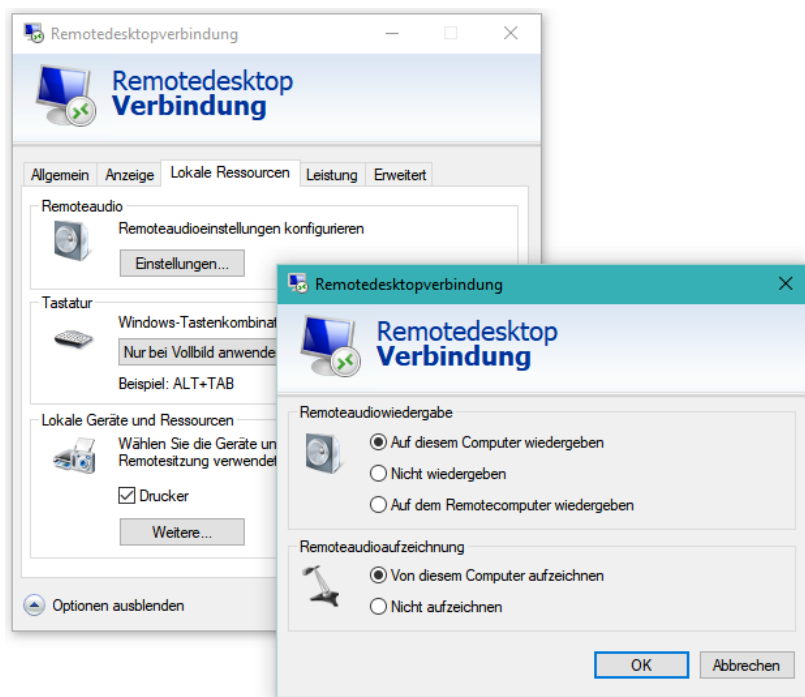 Remotedesktopverbindung
Remotedesktop
Verbindung
Allgemein Anzeige Lokale Ressourcen Leistung Erweitert
Remoteaudio
Remoteaudioeinstellungen konfigurieren
Einstellungen...
Tastatur
Windows-Tastenkombinat
Nur bei Vollbild anwende
Beispiel: ALT+TAB
Lokale Geräte und Ressourcen
Wählen Sie die Geräte un
Remotesitzung verwendet
Drucker
Weitere...
Optionen ausblenden
Remotedesktopverbindung
Remotedesktop
Verbindung
Remoteaudiowiedergabe
Auf diesem Computer wiedergeben
Nicht wiedergeben
Auf dem Remotecomputer wiedergeben
Remoteaudioaufzeichnung
Von diesem Computer aufzeichnen
Nicht aufzeichnen
OK Abbrechen